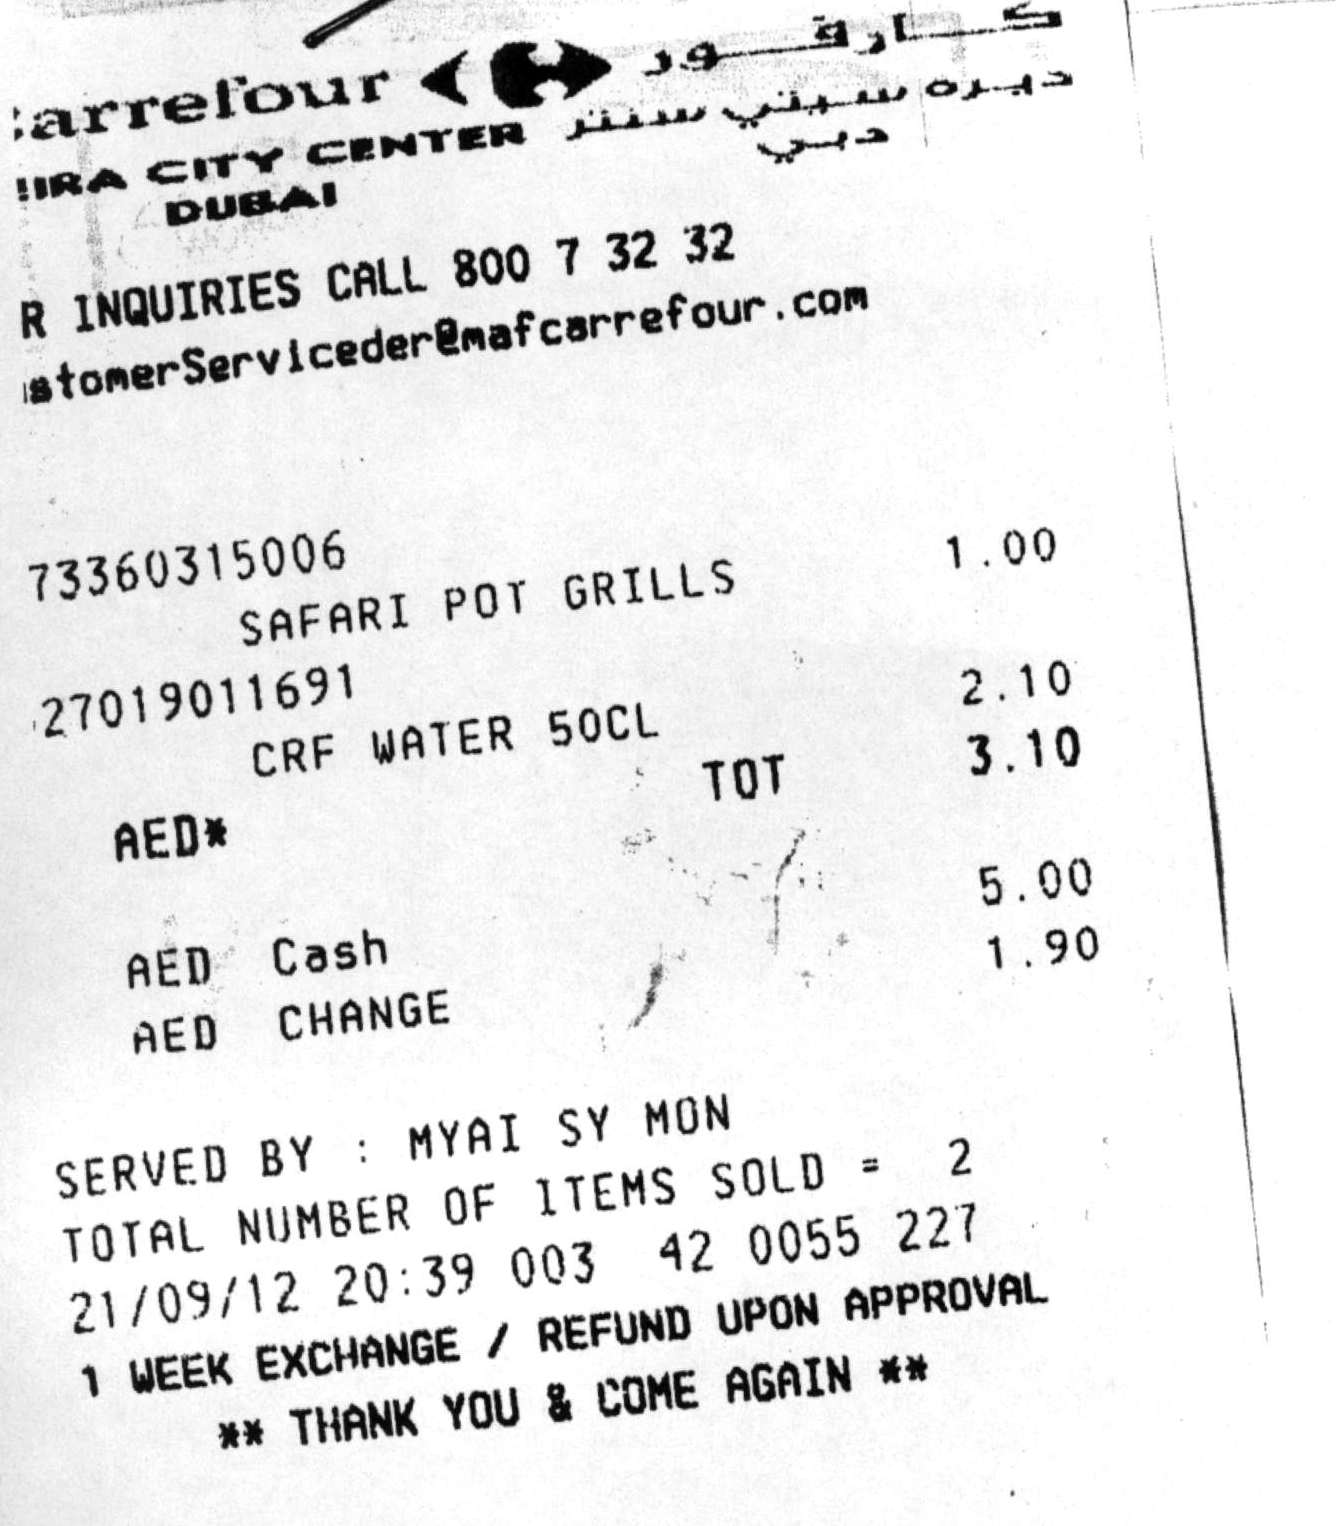 carrefour كارفور
EIRA CITY CENTER ديره سيتي سنتر
DUBAI دبي
R INQUIRIES CALL 800 7 32 32
ustomerServiceder@mafcarrefour.com
73360315006 1.00
SAFARI POT GRILLS
27019011691 2.10
CRF WATER 50CL
AED* TOT 3.10
AED Cash 5.00
AED CHANGE 1.90
SERVED BY : MYAI SY MON
TOTAL NUMBER OF ITEMS SOLD = 2
21/09/12 20:39 003 42 0055 227
1 WEEK EXCHANGE / REFUND UPON APPROVAL
** THANK YOU & COME AGAIN **